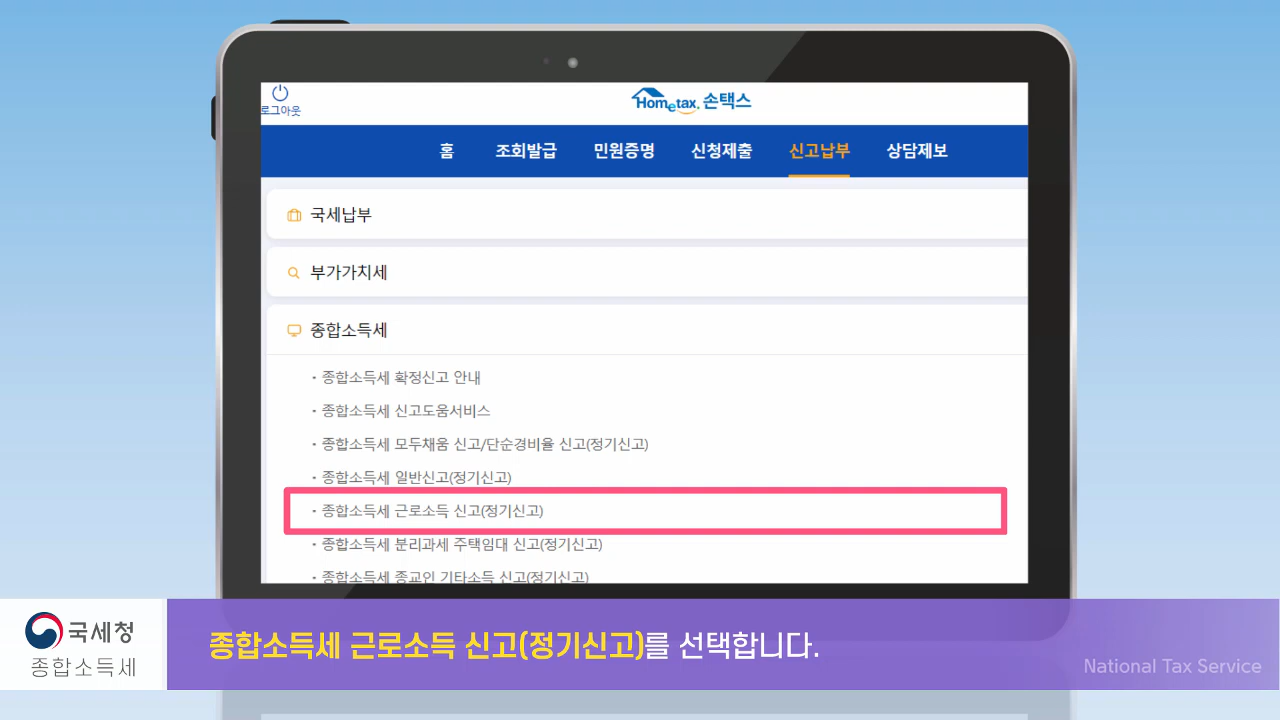 로그아웃
Hometax. 손택스
홈 조회발급 민원증명 신청제출 신고납부 상담제보
국세납부
부가가치세
종합소득세
· 종합소득세 확정신고 안내
· 종합소득세 신고도움서비스
· 종합소득세 모두채움 신고/단순경비율 신고(정기신고)
· 종합소득세 일반신고(정기신고)
· 종합소득세 근로소득 신고(정기신고)
· 종합소득세 분리과세 주택임대 신고(정기신고)
· 종합소득세 종교인 기타소득 신고(정기신고)
국세청
종합소득세
종합소득세 근로소득 신고(정기신고)를 선택합니다.
National Tax Service